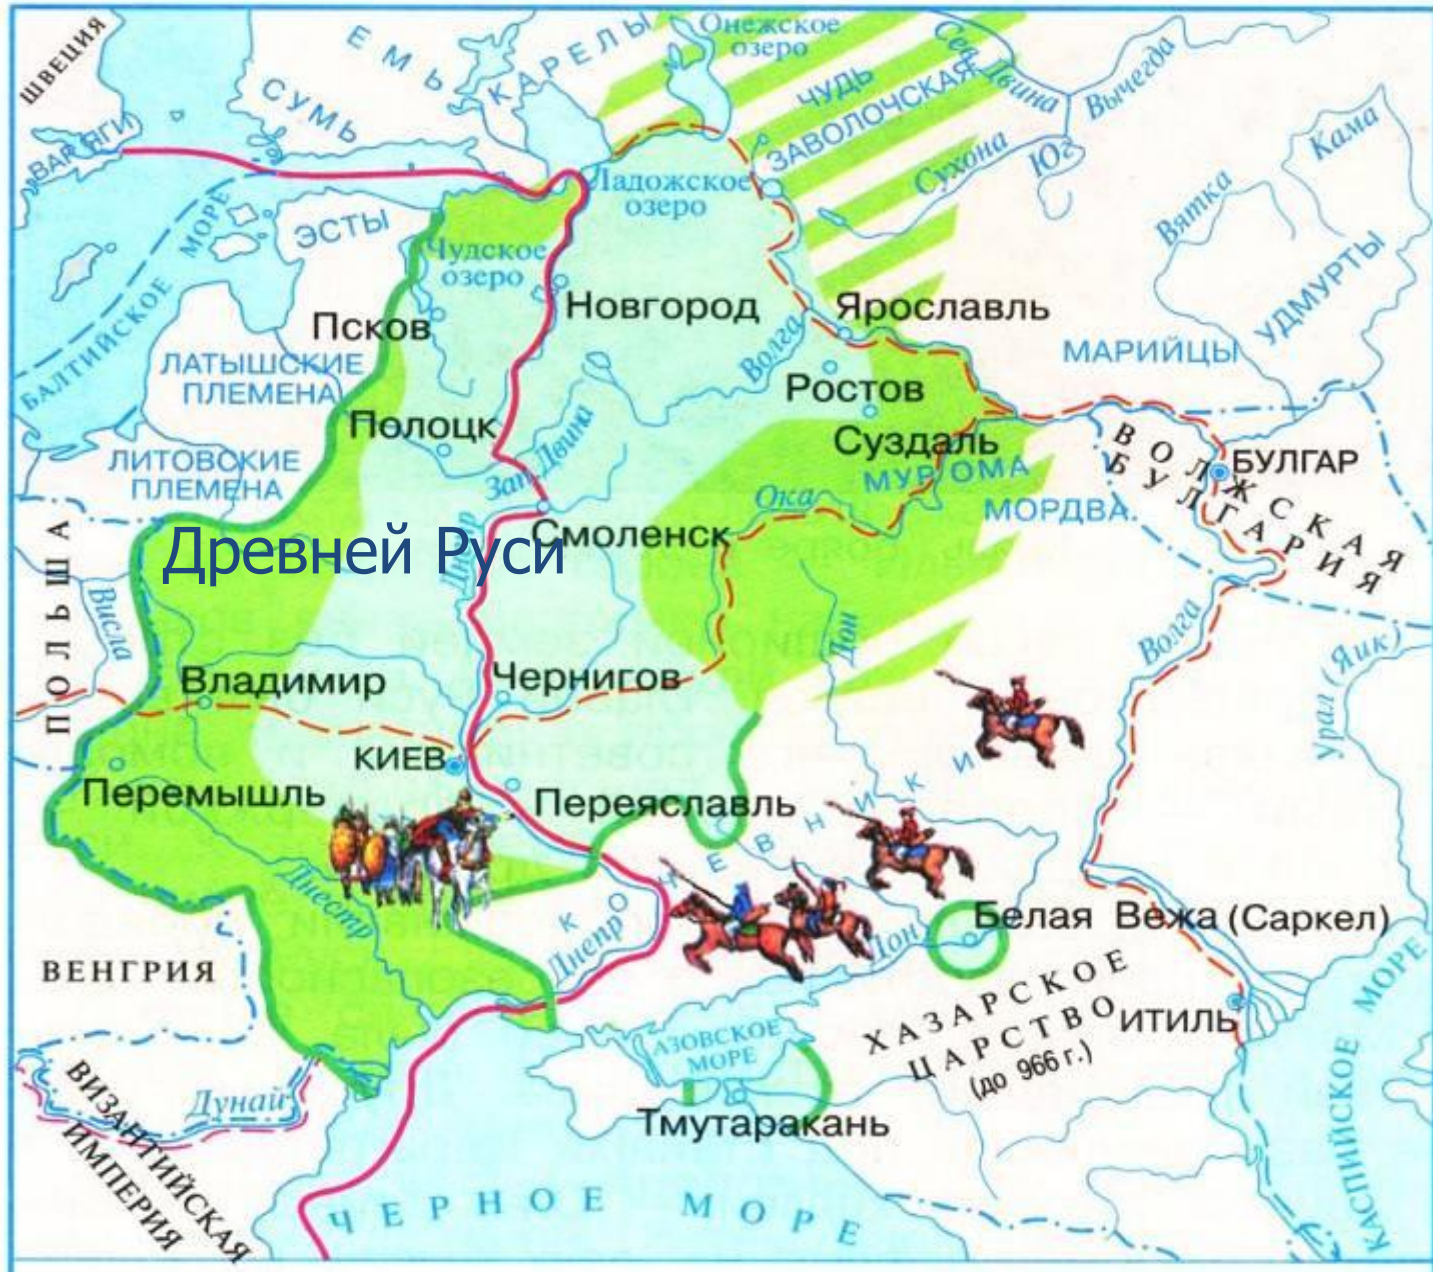 ШВЕЦИЯ
ЕМЬ
КАРЕЛЫ
Онежское
озеро
Сев. Двина
Вычегда
СУМЬ
ЧУДЬ
ЗАВОЛОЧСКАЯ
Кама
ВАРЯГИ
Сухона
Юг
Ладожское
озеро
Вятка
ЭСТЫ
БАЛТИЙСКОЕ МОРЕ
Чудское
озеро
УДМУРТЫ
Псков
Новгород
Ярославль
Волга
МАРИЙЦЫ
ЛАТЫШСКИЕ
ПЛЕМЕНА
Ростов
Полоцк
Зап. Двина
Суздаль
ЛИТОВСКИЕ
ПЛЕМЕНА
МУРОМА
МОРДВА
Ока
ВОЛЖСКАЯ
БУЛГАРИЯ
БУЛГАР
ПОЛЬША
Древней Руси
Днепр
Смоленск
Висла
Дон
Волга
Урал (Яик)
Владимир
Чернигов
КИЕВ
Перемышль
Переяславль
КОЧЕВНИКИ
Днестр
Днепр
Дон
Белая Вежа (Саркел)
ВЕНГРИЯ
ХАЗАРСКОЕ
ЦАРСТВО
(до 966 г.)
ИТИЛЬ
АЗОВСКОЕ
МОРЕ
Тмутаракань
Дунай
ВИЗАНТИЙСКАЯ
ИМПЕРИЯ
ЧЕРНОЕ МОРЕ
КАСПИЙСКОЕ МОРЕ